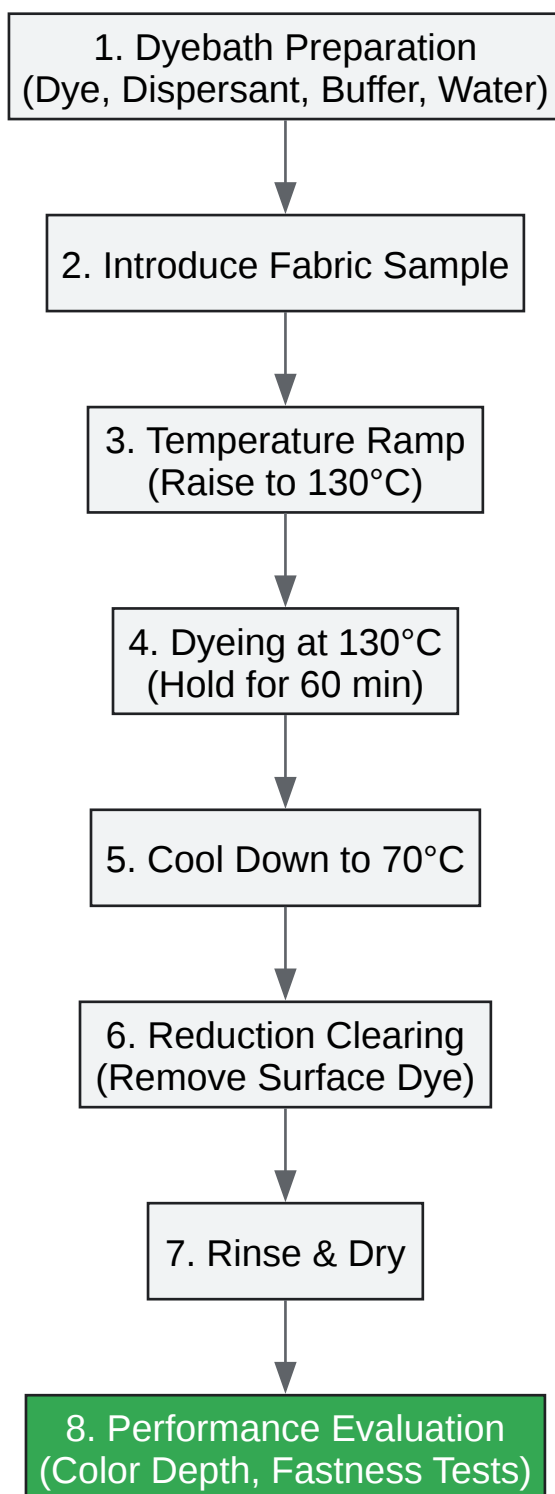 1. Dyebath Preparation
(Dye, Dispersant, Buffer, Water)
2. Introduce Fabric Sample
3. Temperature Ramp
(Raise to 130°C)
4. Dyeing at 130°C
(Hold for 60 min)
5. Cool Down to 70°C
6. Reduction Clearing
(Remove Surface Dye)
7. Rinse & Dry
8. Performance Evaluation
(Color Depth, Fastness Tests)